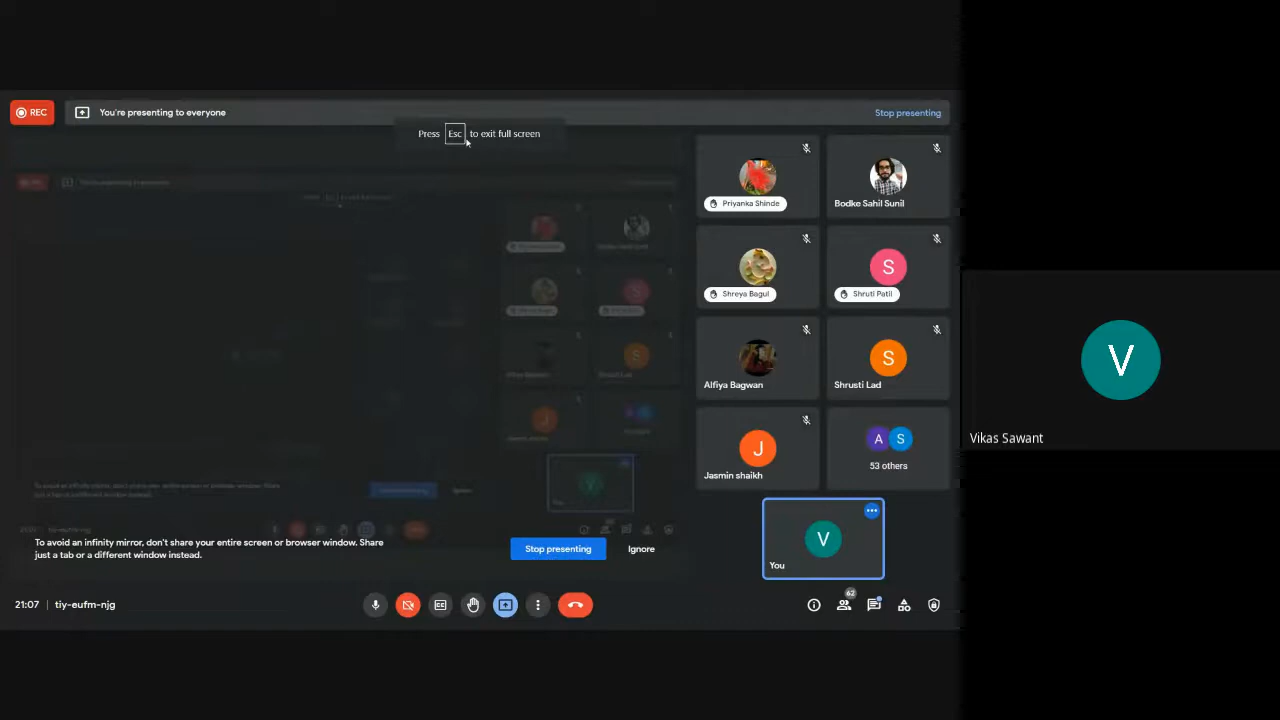 REC
You're presenting to everyone
Stop presenting
Press Esc to exit full screen
Priyanka Shinde
Bodke Sahil Sunil
Shreya Bagul
S
Shruti Patil
Alfiya Bagwan
S
Shrusti Lad
J
Jasmin shaikh
A S
53 others
V
You
V
Vikas Sawant
To avoid an infinity mirror, don't share your entire screen or browser window. Share
just a tab or a different window instead.
Stop presenting
Ignore
21:07 | tiy-eufm-njg
62